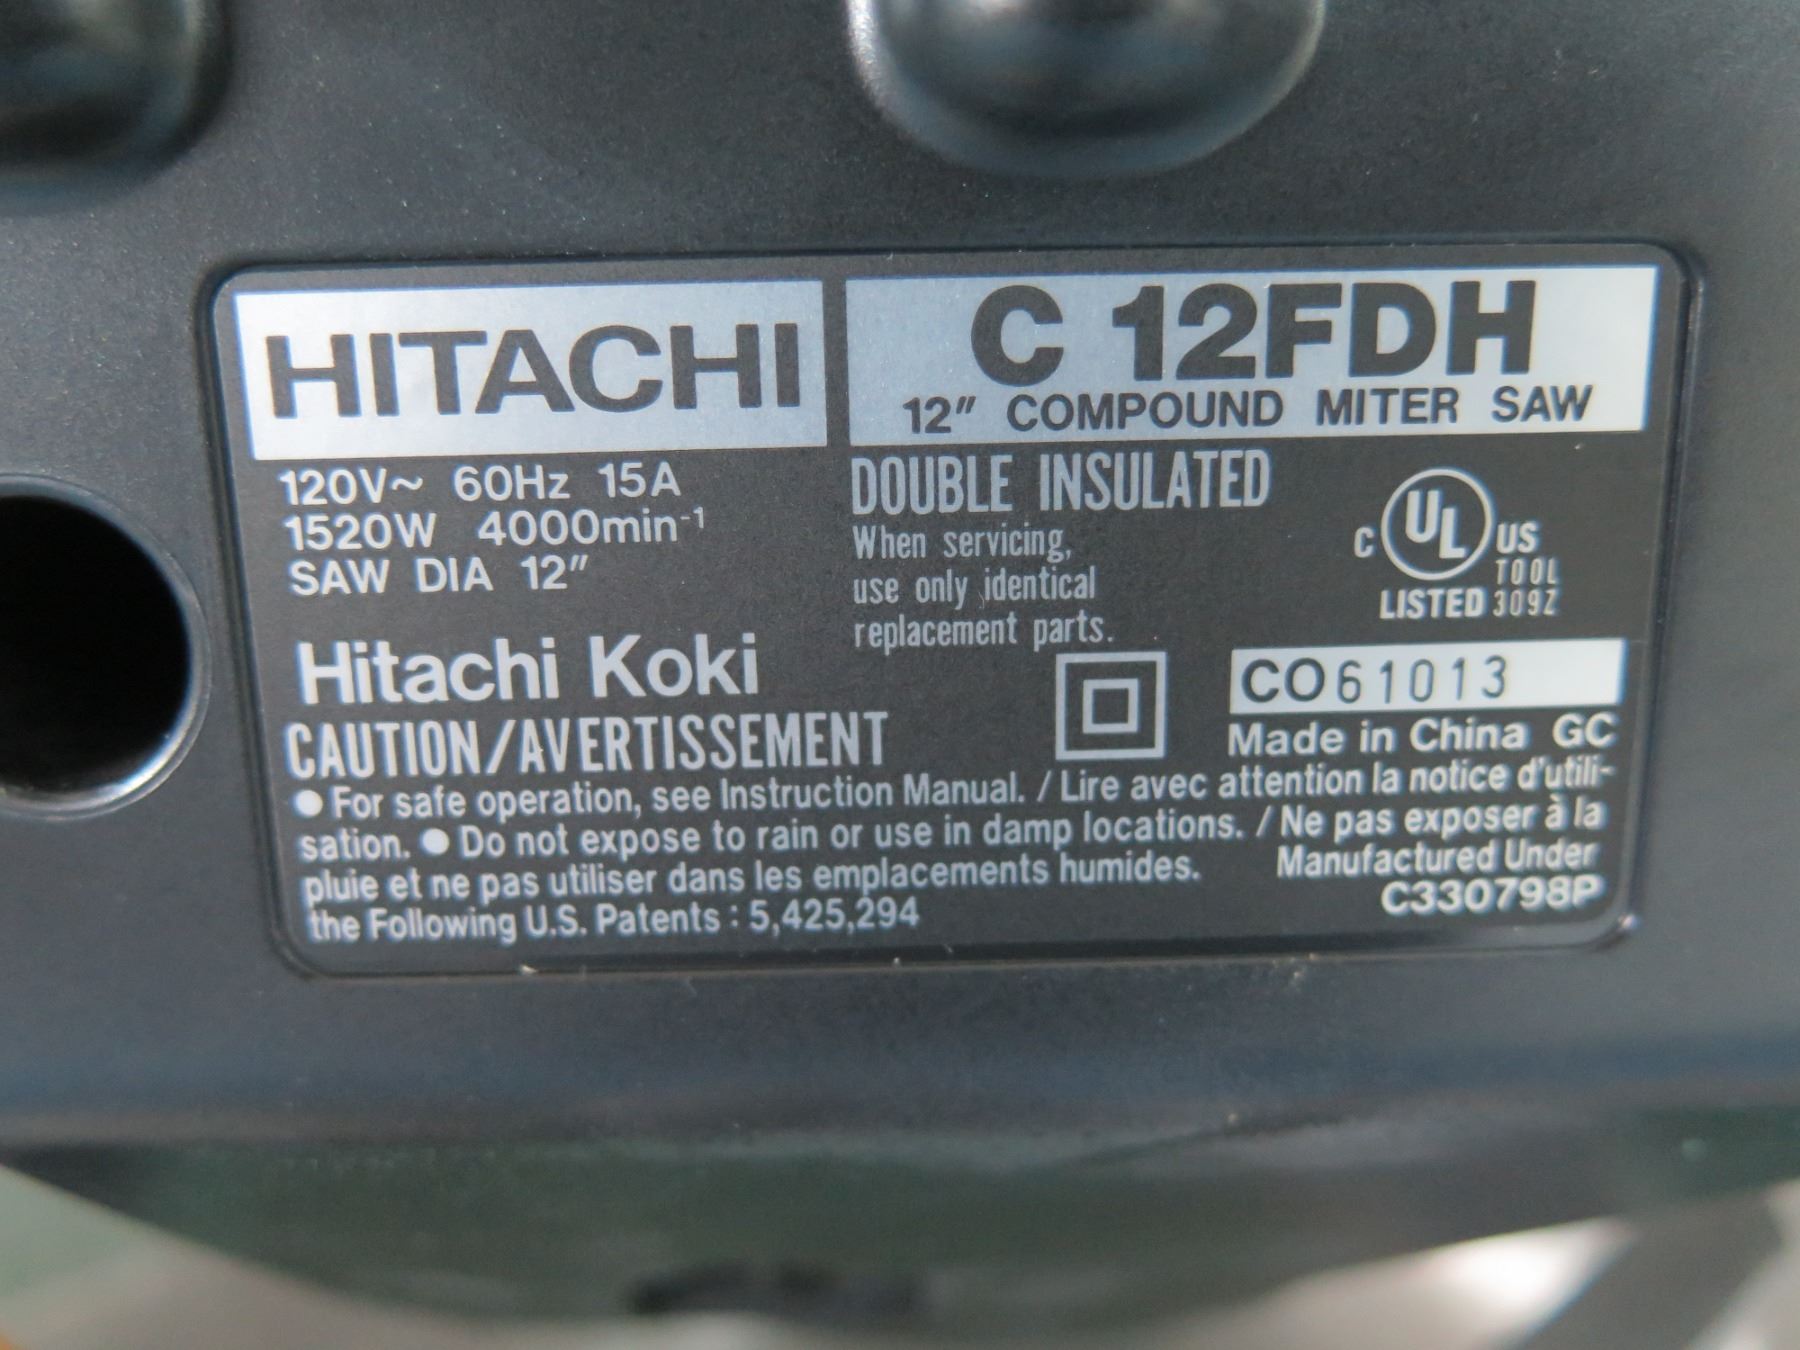 HITACHI
C 12FDH
12" COMPOUND MITER SAW
120V~ 60Hz 15A
1520W 4000min-1
SAW DIA 12"
DOUBLE INSULATED
When servicing,
use only identical
replacement parts.
C UL US
TOOL
LISTED 309Z
Hitachi Koki
CO61013
Made in China GC
CAUTION/AVERTISSEMENT
● For safe operation, see Instruction Manual. / Lire avec attention la notice d'utili-
sation. ● Do not expose to rain or use in damp locations. / Ne pas exposer à la
pluie et ne pas utiliser dans les emplacements humides. Manufactured Under
the Following U.S. Patents : 5,425,294 C330798P